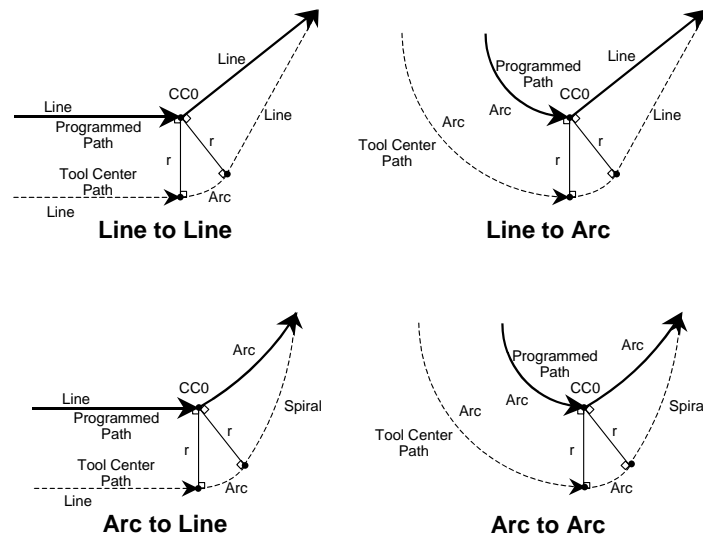 Line
CC0
Line
Programmed
Path
r
r
Line
Tool Center
Path
Line
Arc
Line to Line
Programmed
Path
Arc
CC0
Line
Arc
r
r
Line
Tool Center
Path
Line to Arc
Arc
CC0
Line
Programmed
Path
r
r
Spiral
Tool Center
Path
Line
Arc
Arc to Line
Programmed
Path
Arc
CC0
Arc
Arc
r
r
Spiral
Tool Center
Path
Arc
Arc to Arc